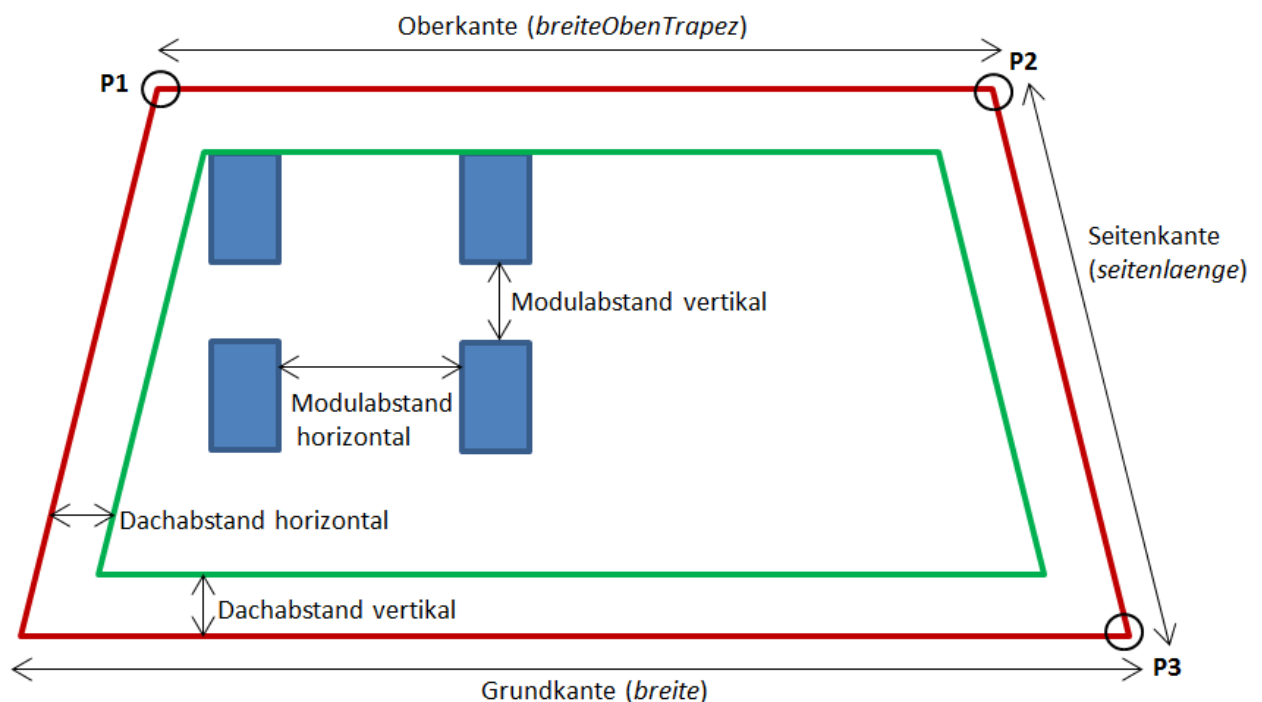 Oberkante (breiteObenTrapez)
P1
P2
Seitenkante
(seitenlaenge)
Modulabstand vertikal
Modulabstand
horizontal
Dachabstand horizontal
Dachabstand vertikal
P3
Grundkante (breite)